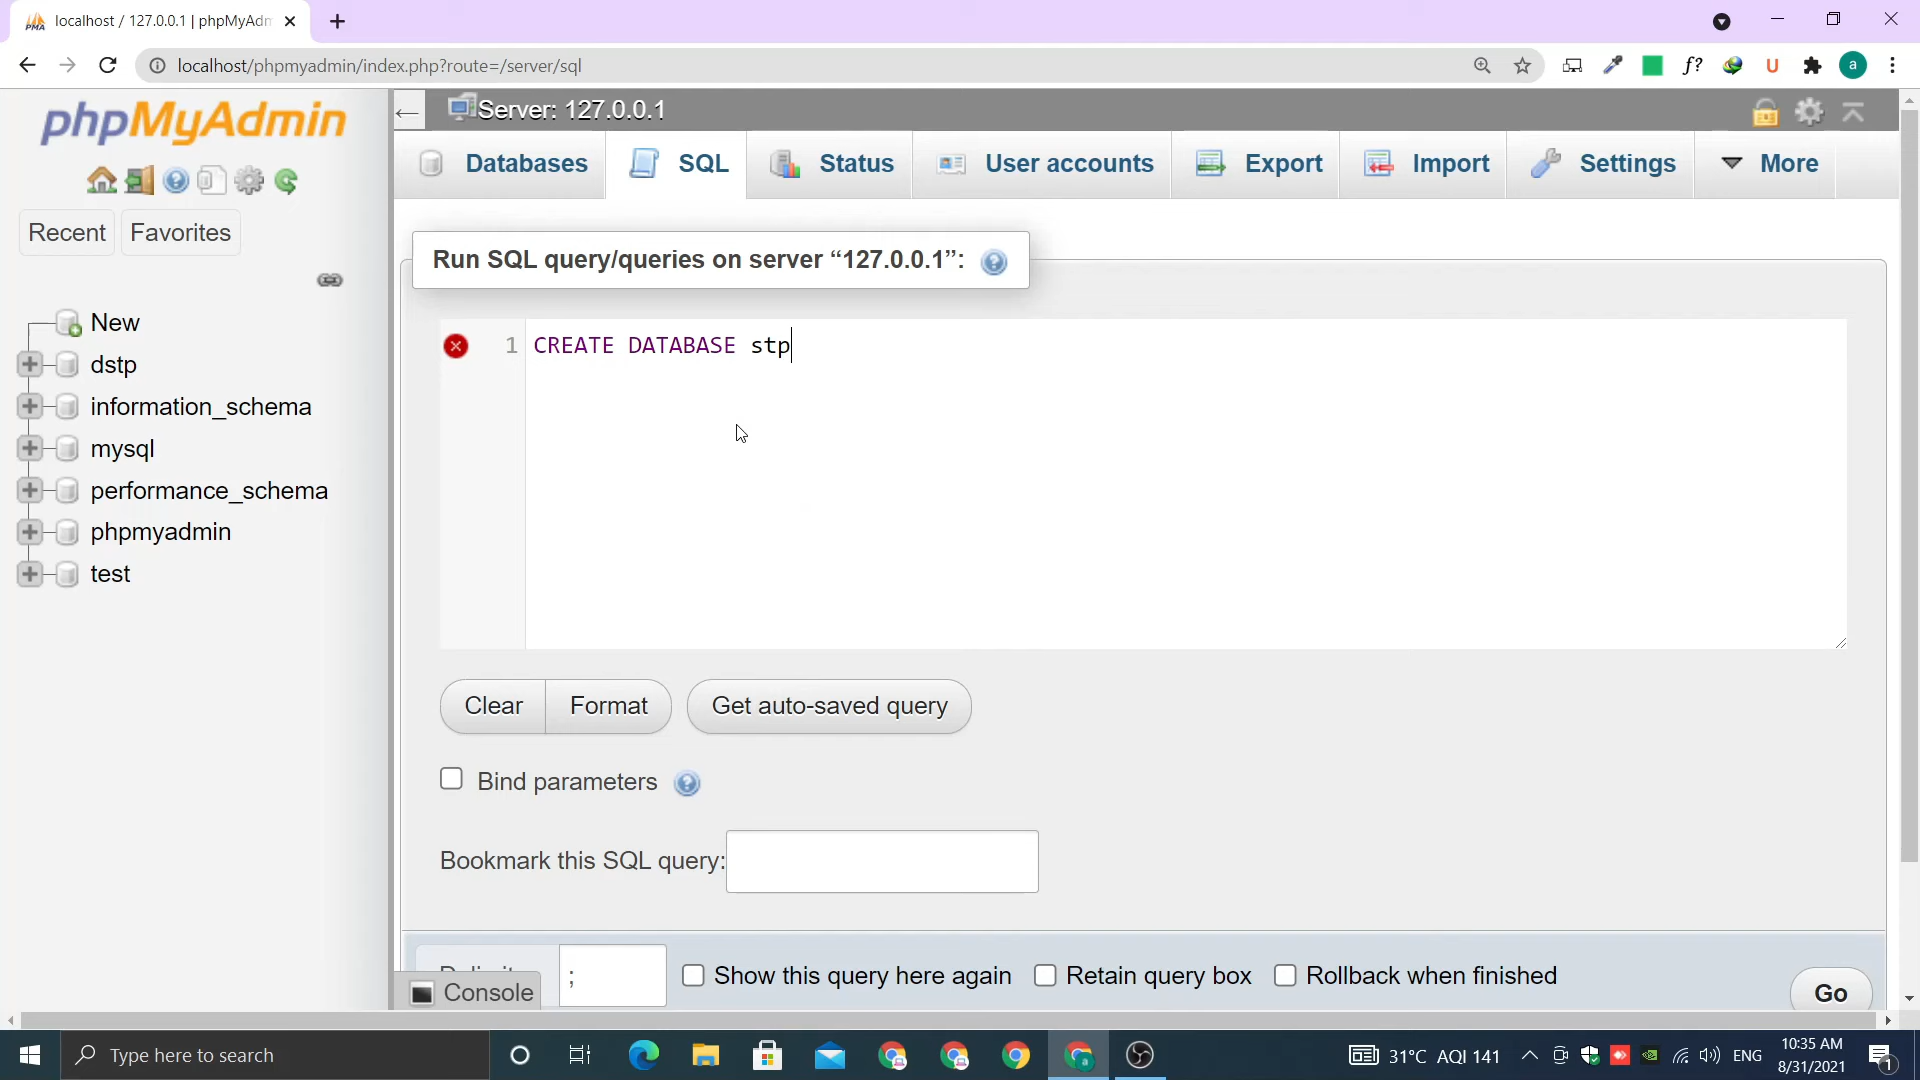 localhost / 127.0.0.1 | phpMyAdm
localhost/phpmyadmin/index.php?route=/server/sql
f?
U
a
phpMyAdmin
Server: 127.0.0.1
Databases
SQL
Status
User accounts
Export
Import
Settings
More
Recent
Favorites
Run SQL query/queries on server “127.0.0.1”:
New
dstp
information_schema
mysql
performance_schema
phpmyadmin
test
1 CREATE DATABASE stp
Clear
Format
Get auto-saved query
Bind parameters
Bookmark this SQL query:
;
Show this query here again
Retain query box
Rollback when finished
Console
Go
Type here to search
31°C AQI 141
ENG
10:35 AM
8/31/2021
1